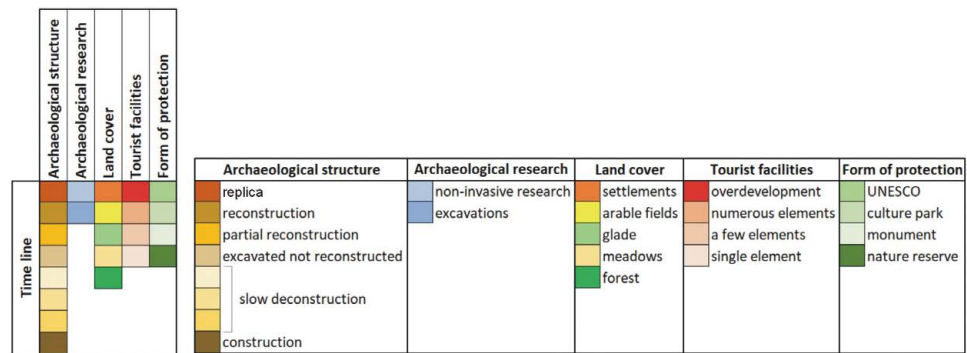 Archaeological structure
Archaeological research
Land cover
Tourist facilities
Form of protection
Time line
Archaeological structure Archaeological research Land cover Tourist facilities Form of protection
replica non-invasive research settlements overdevelopment UNESCO
reconstruction excavations arable fields numerous elements culture park
partial reconstruction glade a few elements monument
excavated not reconstructed meadows single element nature reserve
forest
slow deconstruction
construction